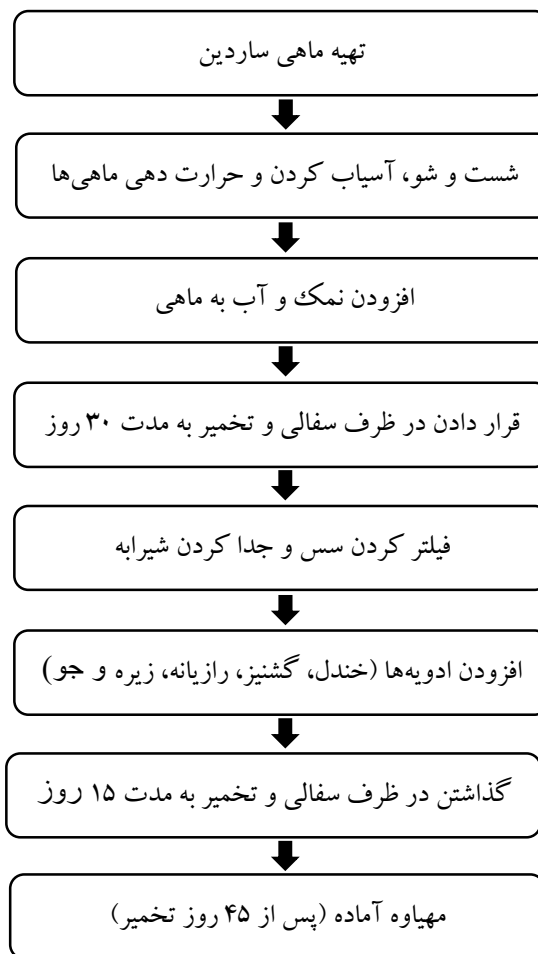 تهیه ماهی ساردین
شست و شو، آسیاب کردن و حرارت دهی ماهی‌ها
افزودن نمک و آب به ماهی
قرار دادن در ظرف سفالی و تخمیر به مدت ۳۰ روز
فیلتر کردن سس و جدا کردن شیرابه
افزودن ادویه‌ها (خندل، گشنیز، رازیانه، زیره و جو)
گذاشتن در ظرف سفالی و تخمیر به مدت ۱۵ روز
مهیاوه آماده (پس از ۴۵ روز تخمیر)